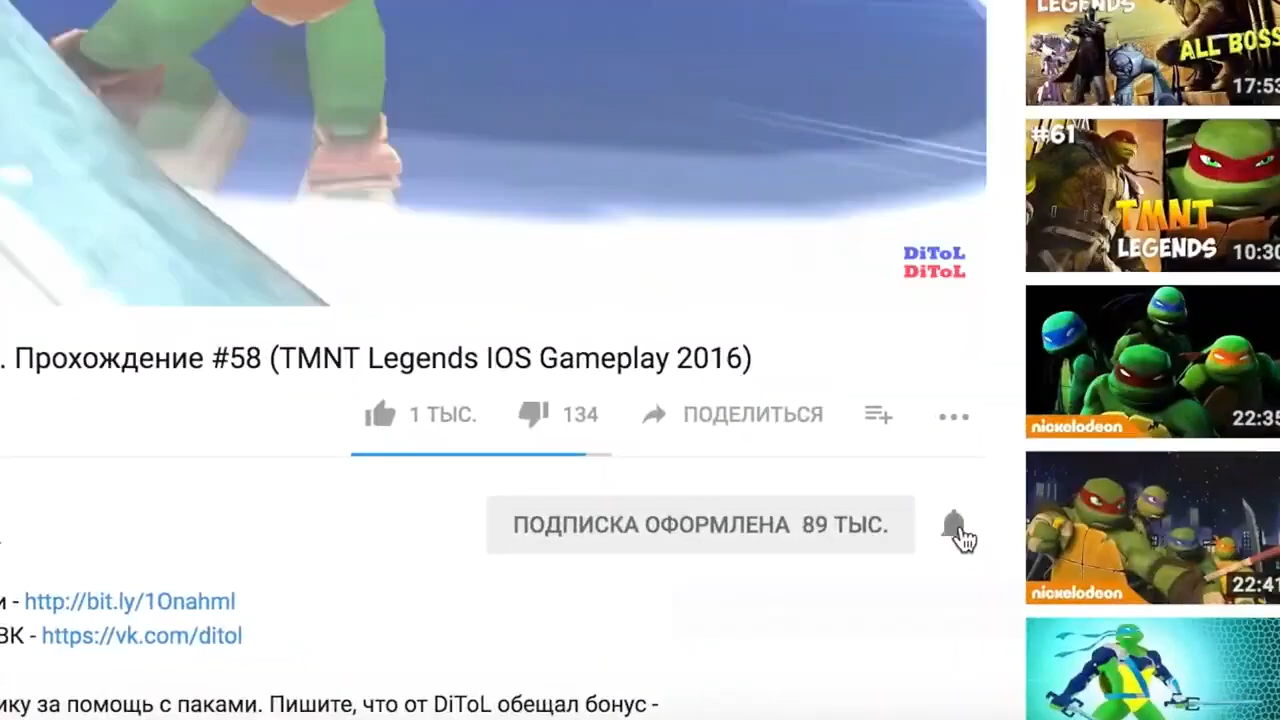 LEGENDS
ALL BOSS
17:53
#61
TMNT
LEGENDS
10:30
DiToL
DiToL
. Прохождение #58 (TMNT Legends IOS Gameplay 2016)
1 ТЫС. 134 ПОДЕЛИТЬСЯ
nickelodeon
22:35
ПОДПИСКА ОФОРМЛЕНА 89 ТЫС.
nickelodeon
22:41
и - http://bit.ly/1Onahml
ВК - https://vk.com/ditol
ику за помощь с паками. Пишите, что от DiToL обещал бонус -